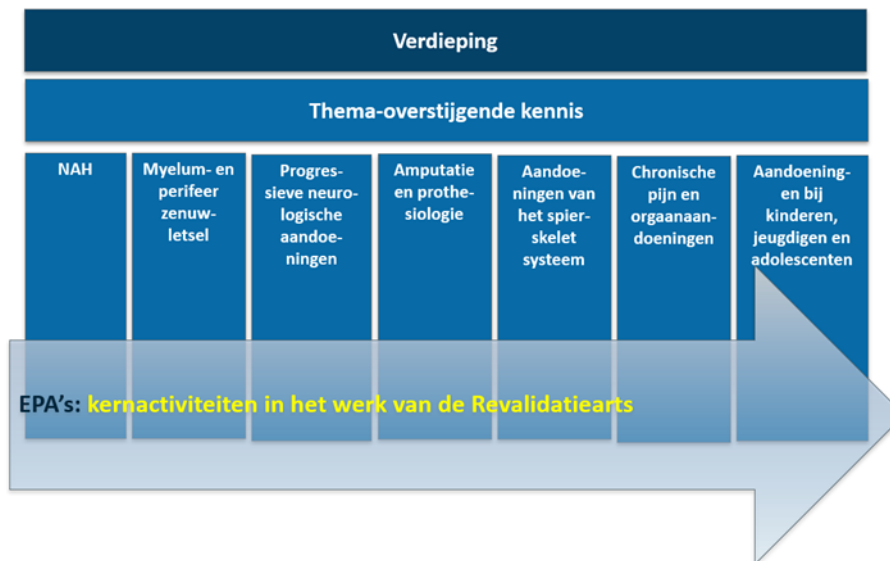 Verdieping
Thema-overstijgende kennis
NAH
Myelum- en
perifeer
zenuw-
letsel
Progres-
sieve neuro-
logische
aandoe-
ningen
Amputatie
en prothe-
siologie
Aandoe-
ningen van
het spier-
skelet
systeem
Chronische
pijn en
orgaanaan-
doeningen
Aandoening-
en bij
kinderen,
jeugdigen en
adolescenten
EPA's: kernactiviteiten in het werk van de Revalidatiearts